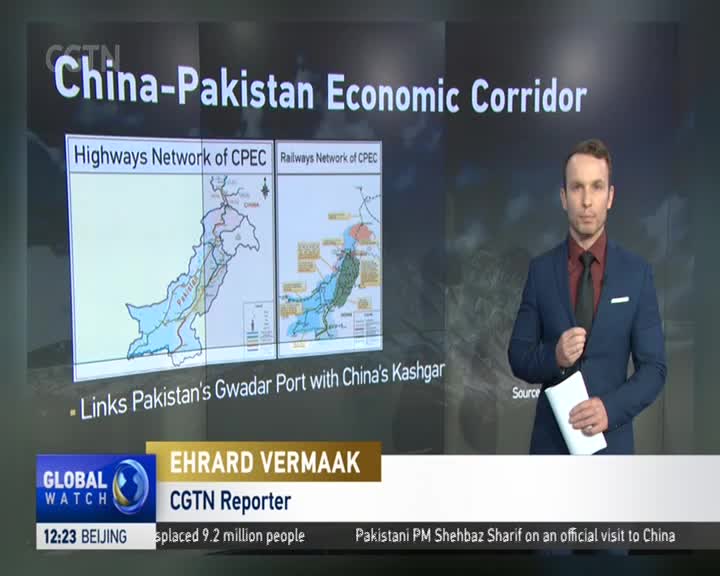 CGTN
China-Pakistan Economic Corridor
Highways Network of CPEC
Railways Network of CPEC
CHINA
Links Pakistan's Gwadar Port with China's Kashgar
Source
EHRARD VERMAAK
CGTN Reporter
GLOBAL
WATCH
12:23 BEIJING
splaced 9.2 million people
Pakistani PM Shehbaz Sharif on an official visit to China